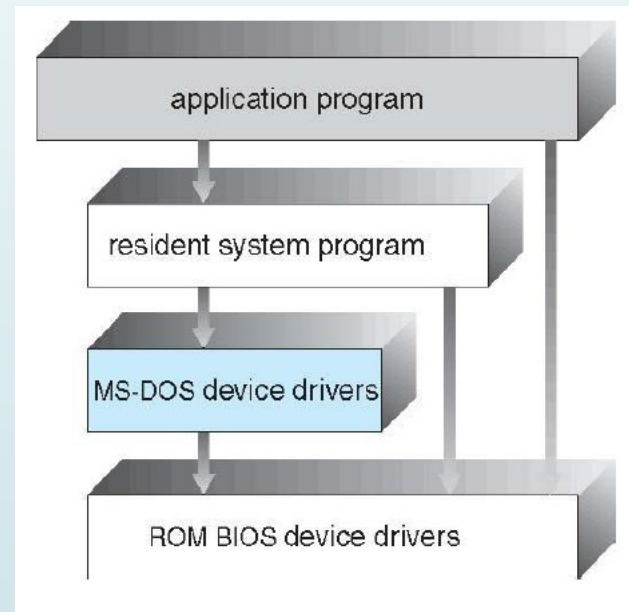 application program
resident system program
MS-DOS device drivers
ROM BIOS device drivers